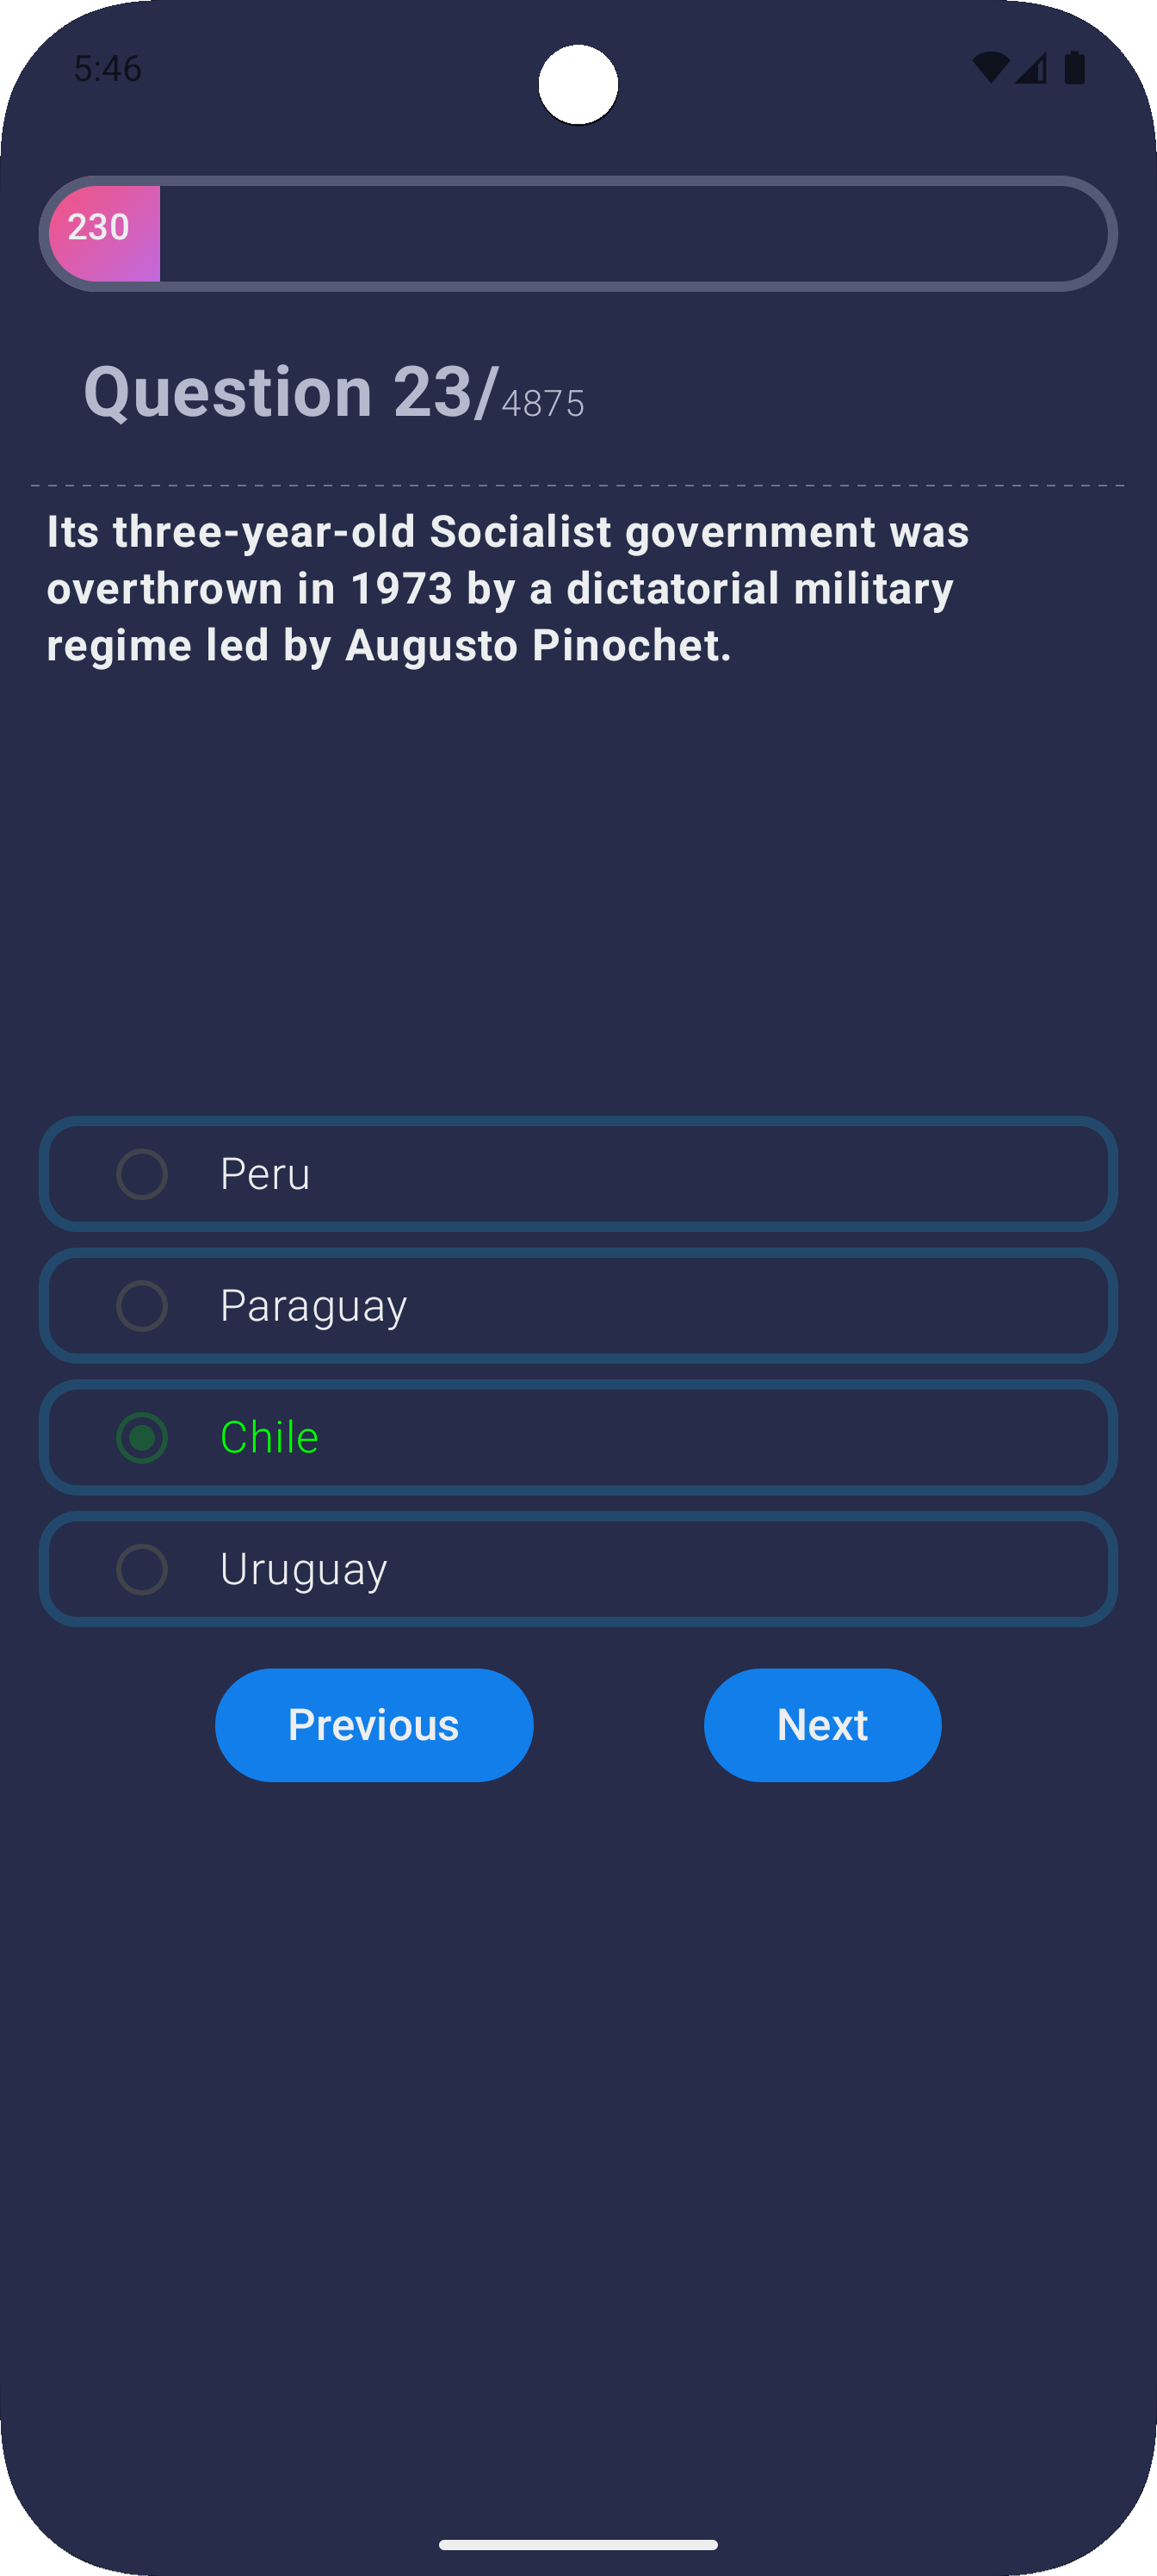 5:46
230
Question 23/4875
Its three-year-old Socialist government was
overthrown in 1973 by a dictatorial military
regime led by Augusto Pinochet.
Peru
Paraguay
Chile
Uruguay
Previous
Next